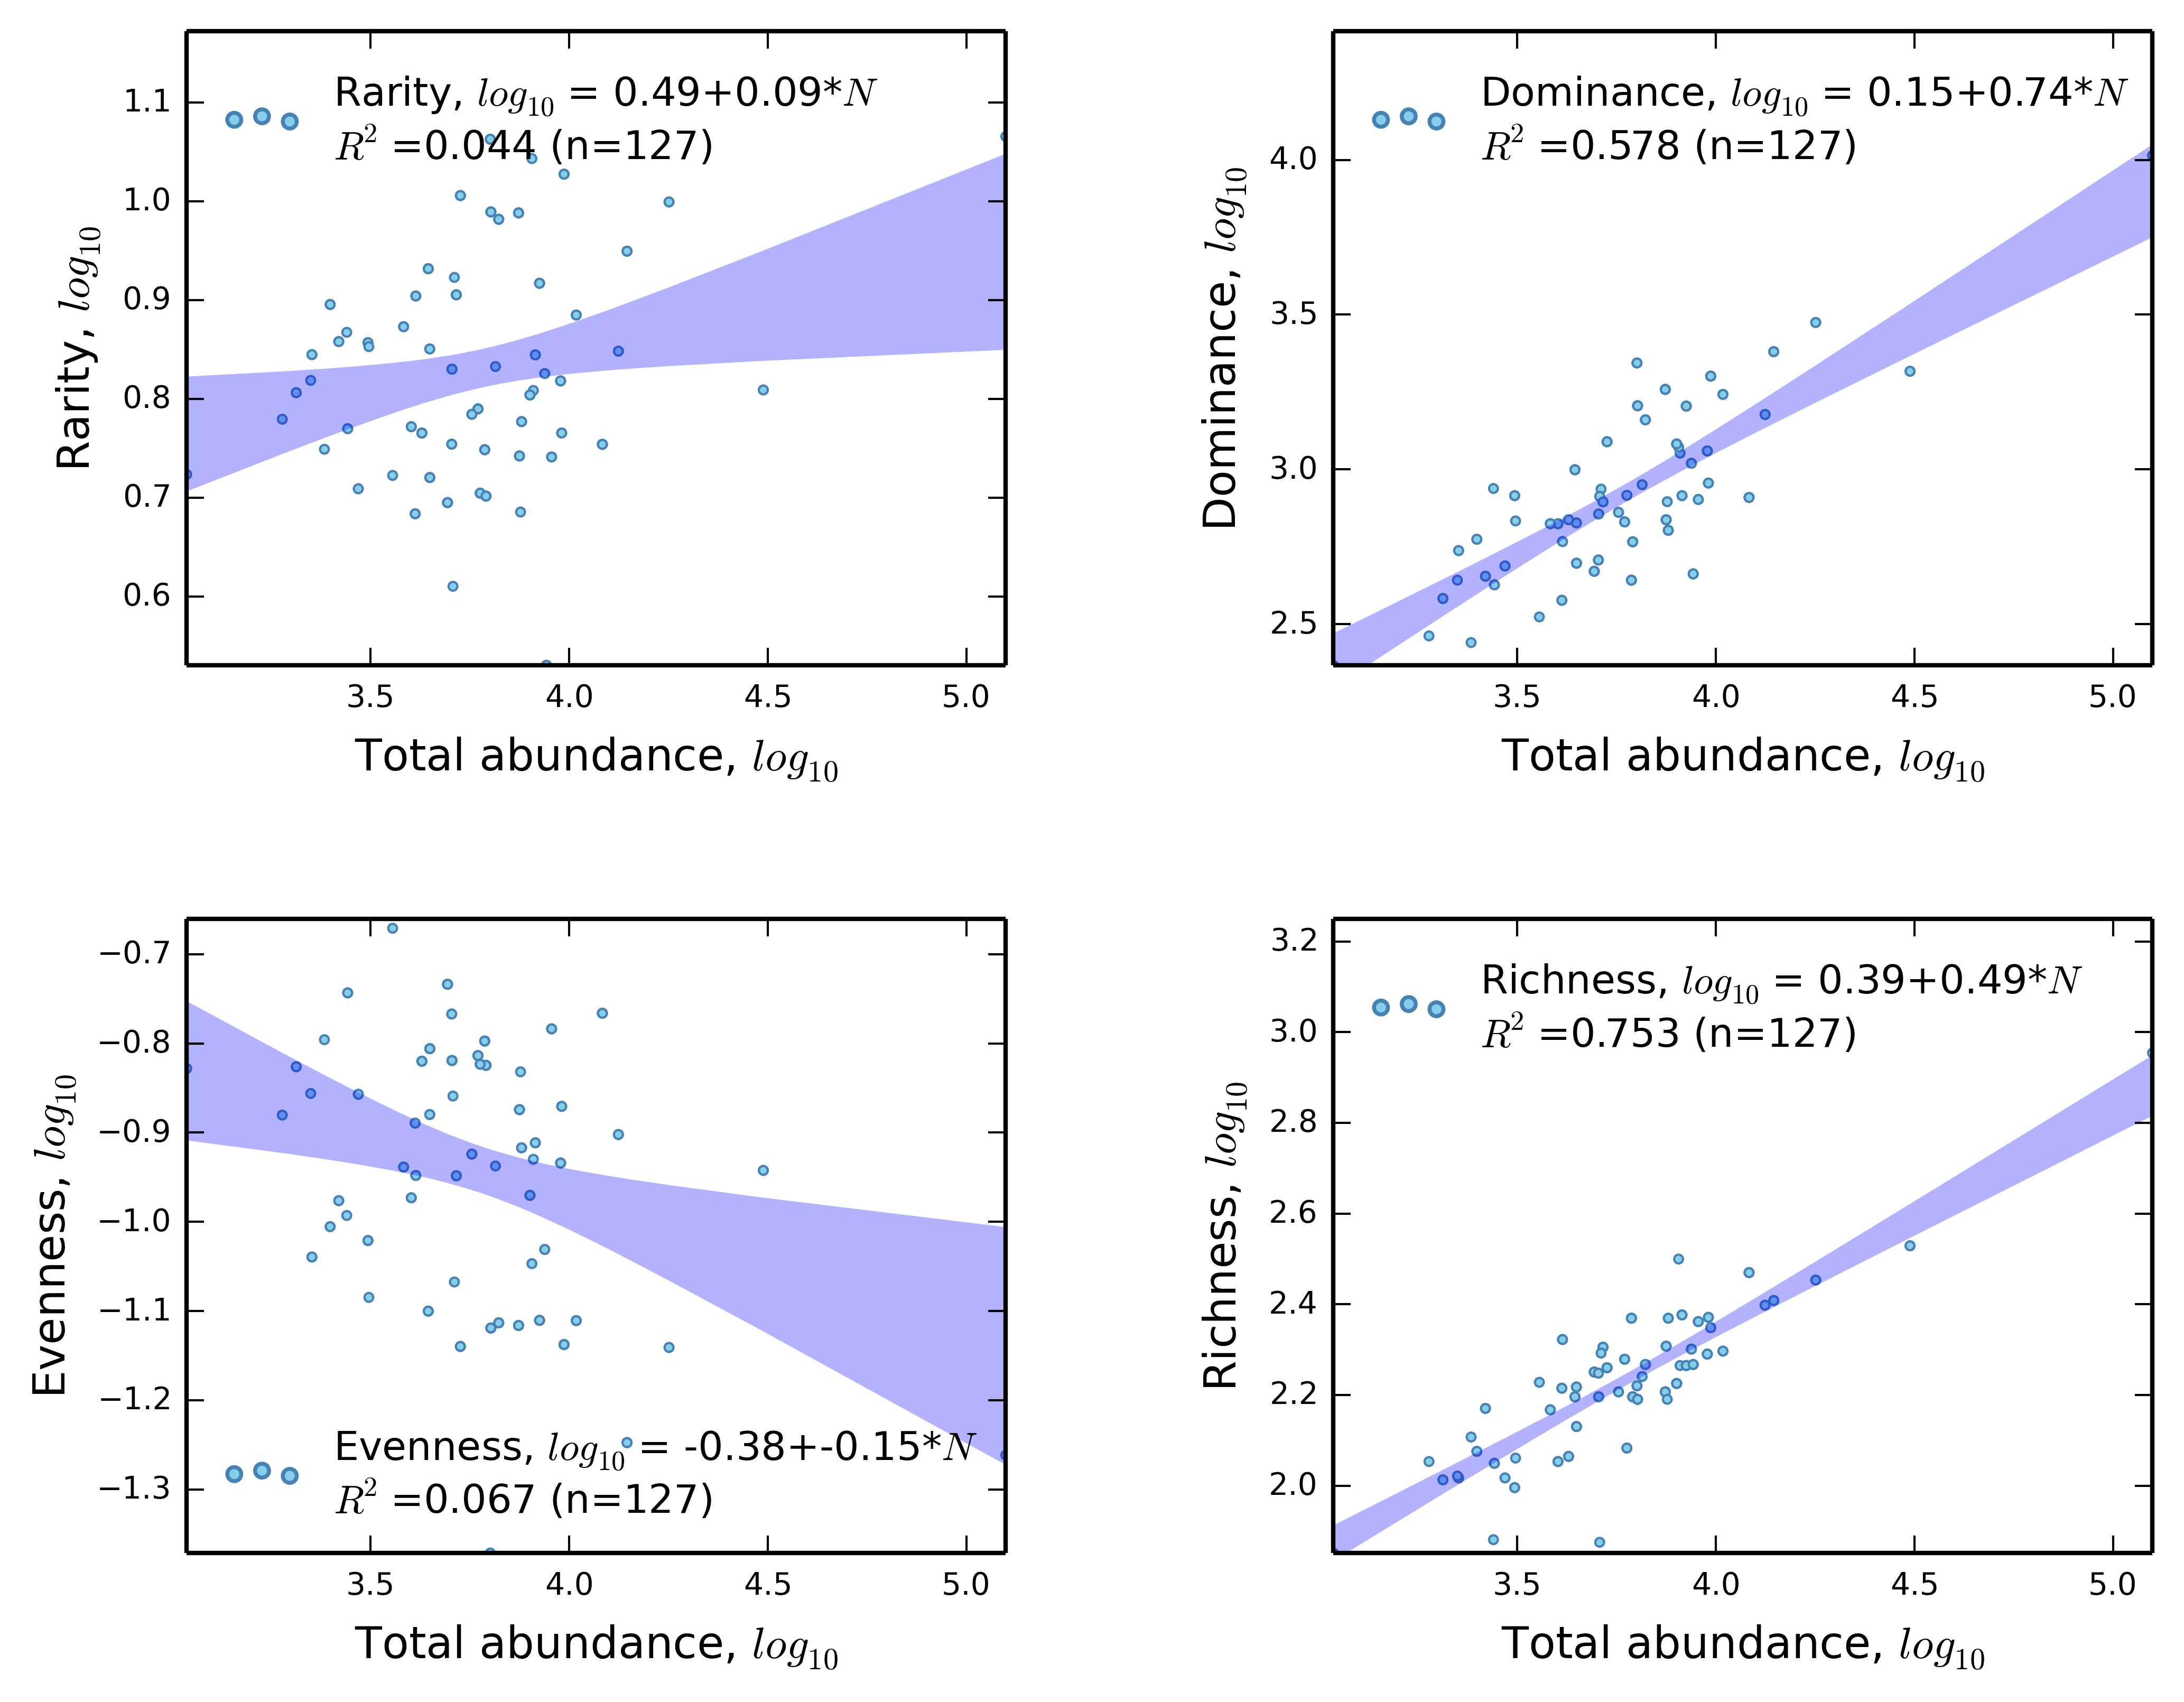 Rarity, log10 = 0.49+0.09*N
R2 =0.044 (n=127)
1.1
1.0
0.9
0.8
0.7
0.6
Rarity, log10
3.5 4.0 4.5 5.0
Total abundance, log10
Dominance, log10 = 0.15+0.74*N
R2 =0.578 (n=127)
4.0
3.5
3.0
2.5
Dominance, log10
3.5 4.0 4.5 5.0
Total abundance, log10
−0.7
−0.8
−0.9
−1.0
−1.1
−1.2
−1.3
Evenness, log10
Evenness, log10 = -0.38+-0.15*N
R2 =0.067 (n=127)
3.5 4.0 4.5 5.0
Total abundance, log10
Richness, log10 = 0.39+0.49*N
R2 =0.753 (n=127)
3.2
3.0
2.8
2.6
2.4
2.2
2.0
Richness, log10
3.5 4.0 4.5 5.0
Total abundance, log10